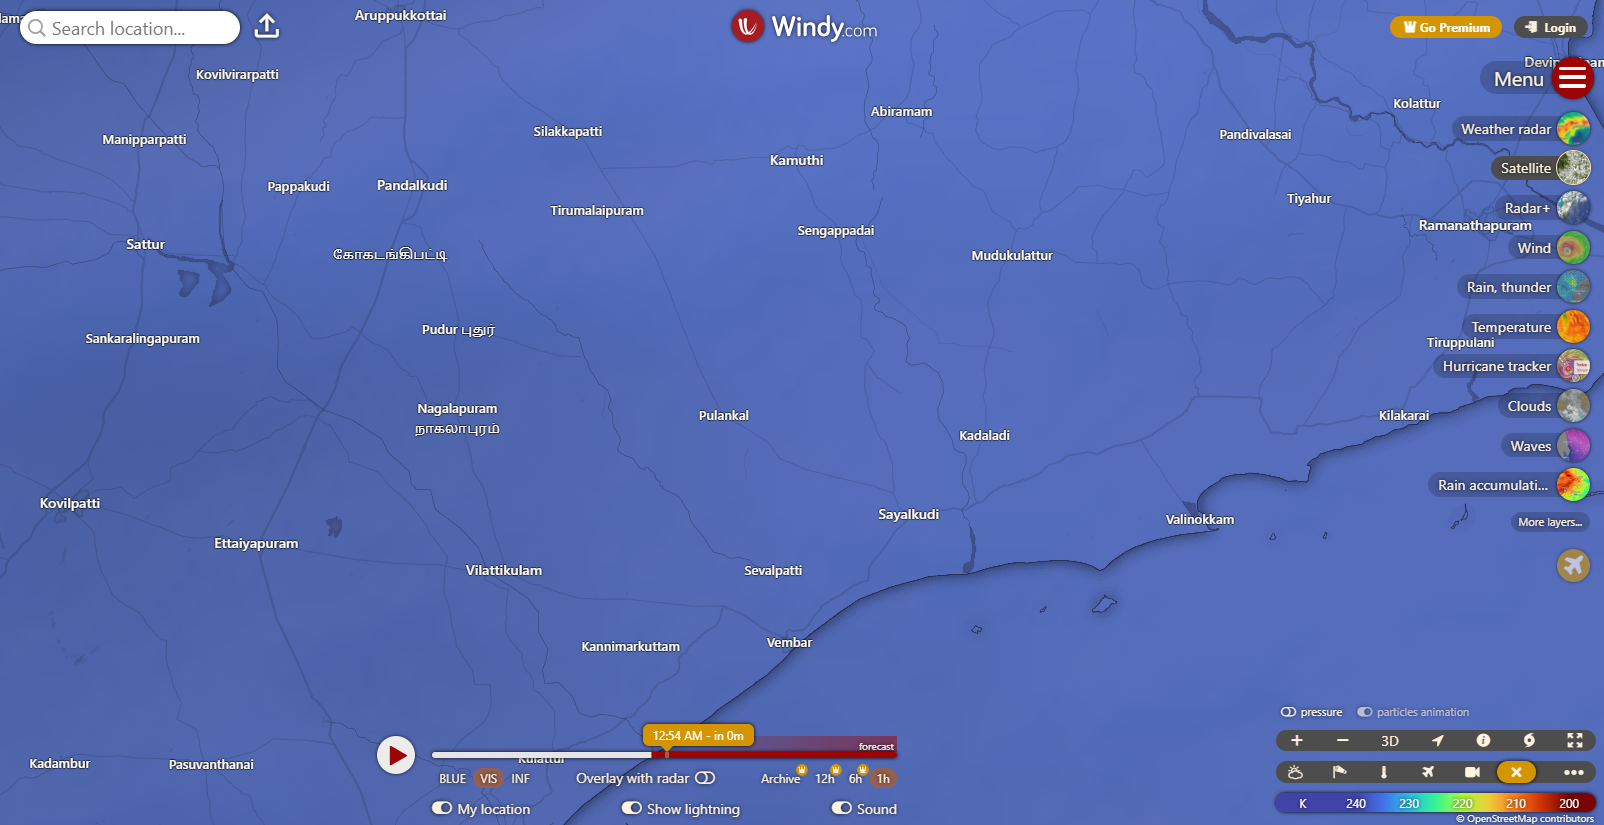 Search location...
Aruppukkottai
Windy.com
Go Premium
Login
Kovilvirarpatti
Menu
Kolattur
Abiramam
Weather radar
Silakkapatti
Pandivalasai
Manipparpatti
Kamuthi
Satellite
Pappakudi
Pandalkudi
Tiyahur
Radar+
Tirumalaipuram
Ramanathapuram
Sengappadai
Sattur
Wind
கோகடங்கிபட்டி
Mudukulattur
Rain, thunder
Pudur புதூர்
Temperature
Sankaralingapuram
Tiruppulani
Hurricane tracker
Nagalapuram
நாகலாபுரம்
Clouds
Pulankal
Kilakarai
Kadaladi
Waves
Rain accumulati...
Kovilpatti
Sayalkudi
Valinokkam
More layers...
Ettaiyapuram
Vilattikulam
Sevalpatti
Kannimarkuttam
Vembar
pressure
particles animation
12:54 AM - in 0m
forecast
3D
Kadambur
Pasuvanthanai
Kulattur
BLUE
VIS
INF
Overlay with radar
Archive
12h
6h
1h
My location
Show lightning
Sound
K 240 230 220 210 200
© OpenStreetMap contributors